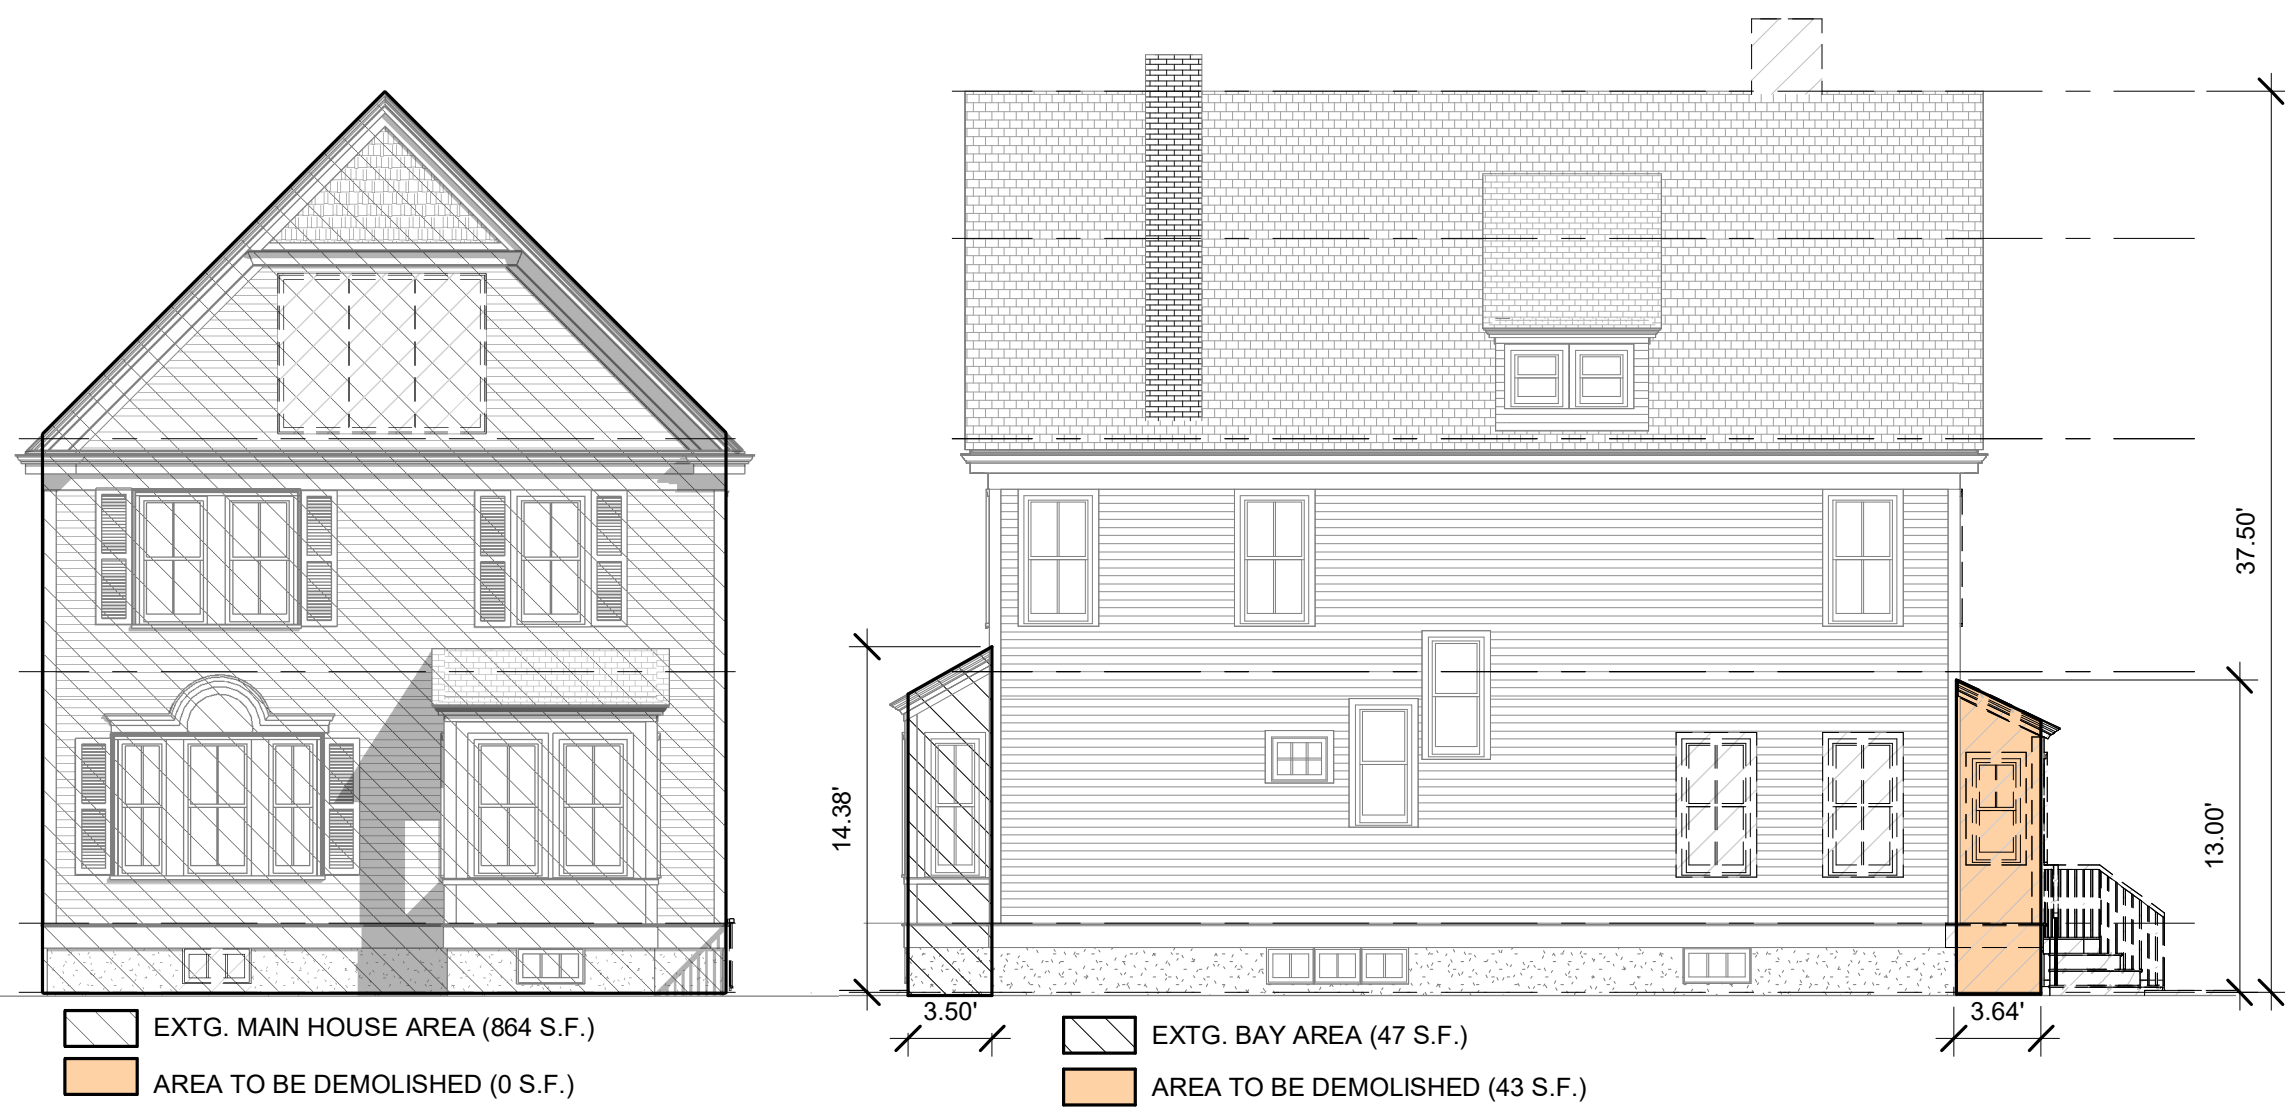 37.50'
14.38'
13.00'
3.50'
3.64'
EXTG. MAIN HOUSE AREA (864 S.F.)
AREA TO BE DEMOLISHED (0 S.F.)
EXTG. BAY AREA (47 S.F.)
AREA TO BE DEMOLISHED (43 S.F.)